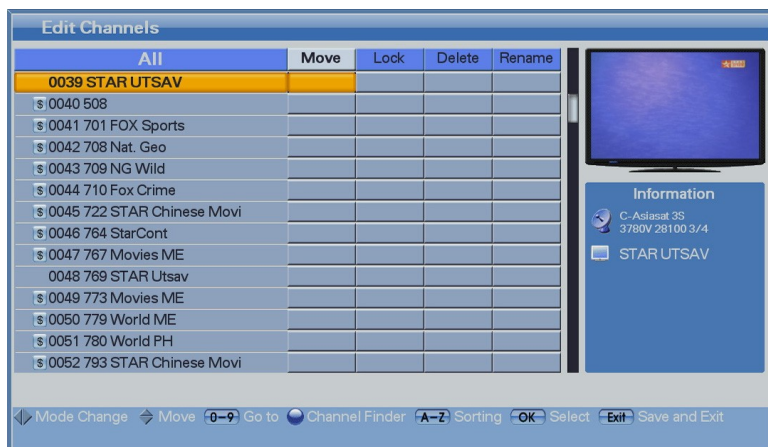 Edit Channels
All Move Lock Delete Rename
0039 STAR UTSAV
$ 0040 508
$ 0041 701 FOX Sports
$ 0042 708 Nat. Geo
$ 0043 709 NG Wild
$ 0044 710 Fox Crime
$ 0045 722 STAR Chinese Movi
$ 0046 764 StarCont
$ 0047 767 Movies ME
0048 769 STAR Utsav
$ 0049 773 Movies ME
$ 0050 779 World ME
$ 0051 780 World PH
$ 0052 793 STAR Chinese Movi
Information
C-Asiasat 3S
3780V 28100 3/4
STAR UTSAV
Mode Change Move 0-9 Go to Channel Finder A-Z Sorting OK Select Exit Save and Exit